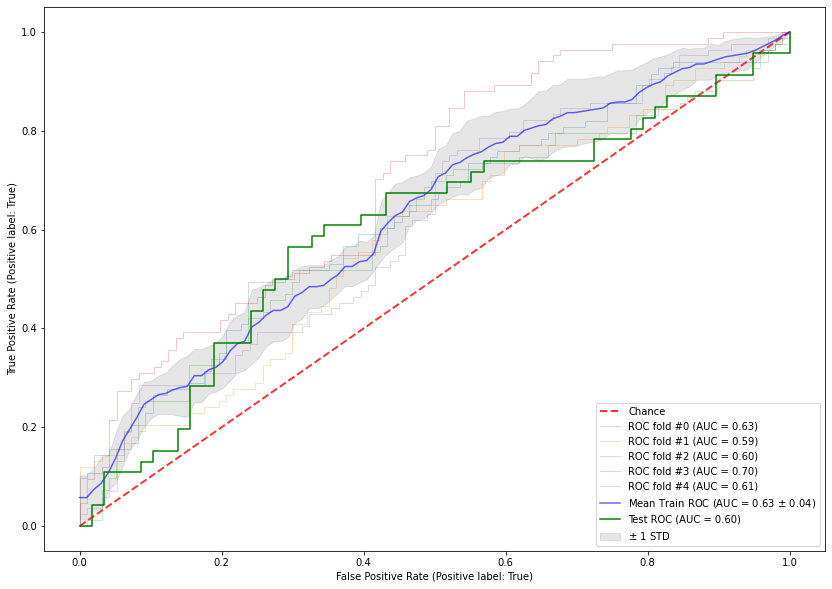 1.0
0.8
0.6
0.4
0.2
0.0
True Positive Rate (Positive label: True)
0.0 0.2 0.4 0.6 0.8 1.0
False Positive Rate (Positive label: True)
Chance
ROC fold #0 (AUC = 0.63)
ROC fold #1 (AUC = 0.59)
ROC fold #2 (AUC = 0.60)
ROC fold #3 (AUC = 0.70)
ROC fold #4 (AUC = 0.61)
Mean Train ROC (AUC = 0.63 ± 0.04)
Test ROC (AUC = 0.60)
± 1 STD